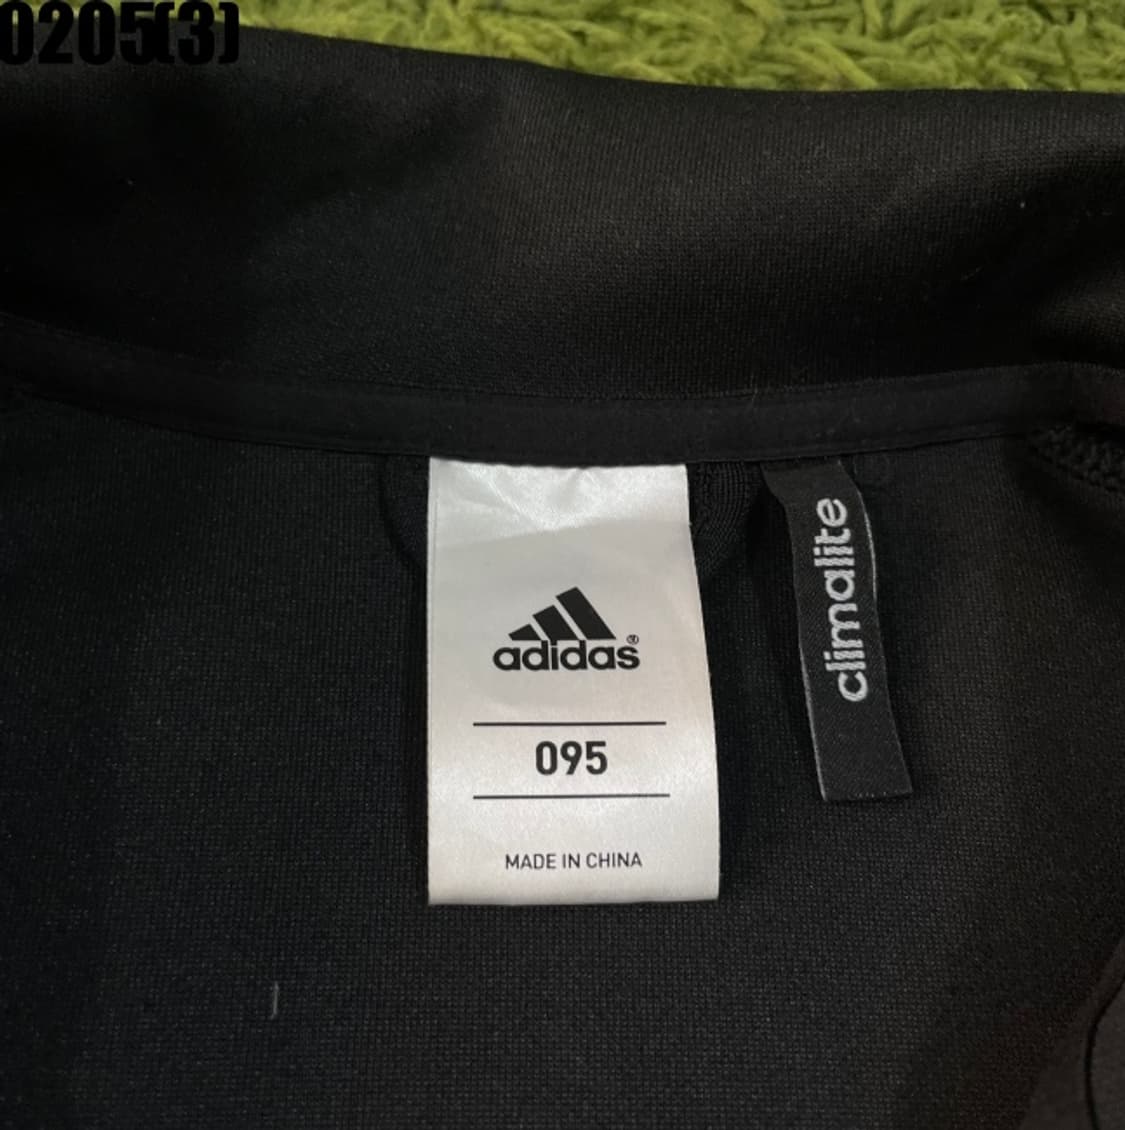 0205(3)
adidas®
095
MADE IN CHINA
climalite